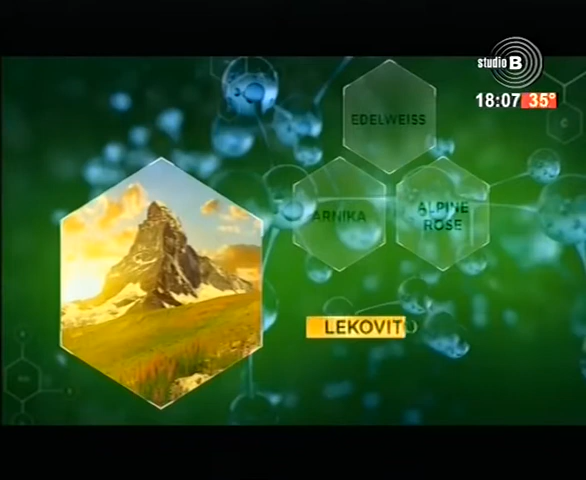 studio B
18:07 35°
EDELWEISS
ARNIKA
ALPINE
ROSE
LEKOVIT